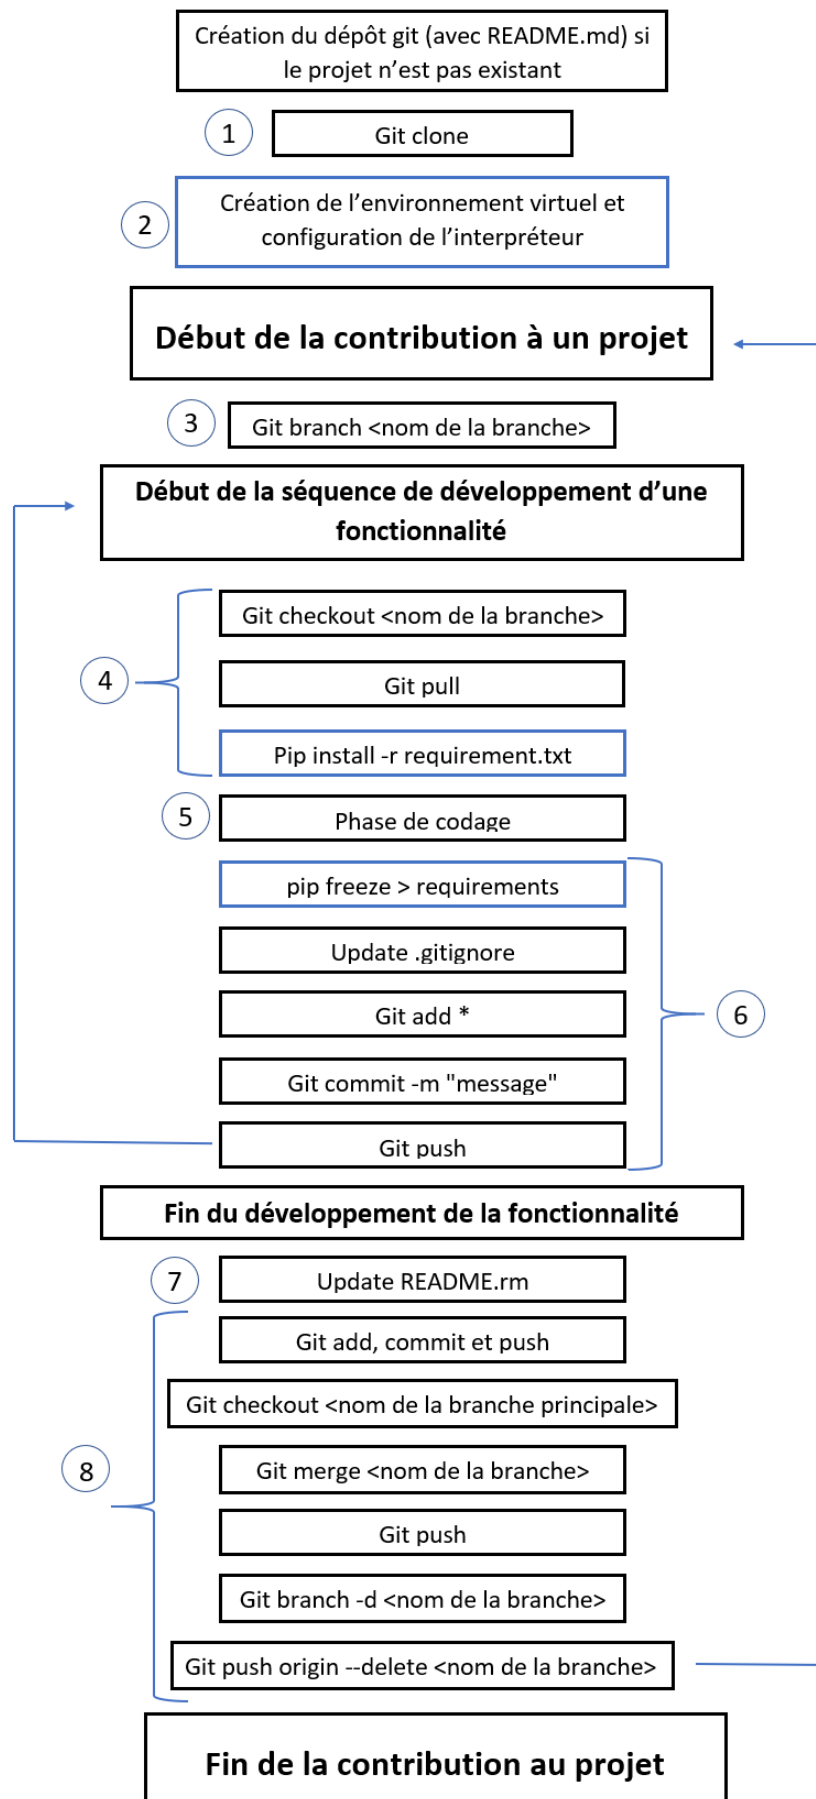 Création du dépôt git (avec README.md) si
le projet n'est pas existant
1
Git clone
2
Création de l'environnement virtuel et
configuration de l'interpréteur
Début de la contribution à un projet
3
Git branch <nom de la branche>
Début de la séquence de développement d'une
fonctionnalité
Git checkout <nom de la branche>
4
Git pull
Pip install -r requirement.txt
5
Phase de codage
pip freeze > requirements
Update .gitignore
Git add *
6
Git commit -m "message"
Git push
Fin du développement de la fonctionnalité
7
Update README.rm
Git add, commit et push
Git checkout <nom de la branche principale>
8
Git merge <nom de la branche>
Git push
Git branch -d <nom de la branche>
Git push origin --delete <nom de la branche>
Fin de la contribution au projet